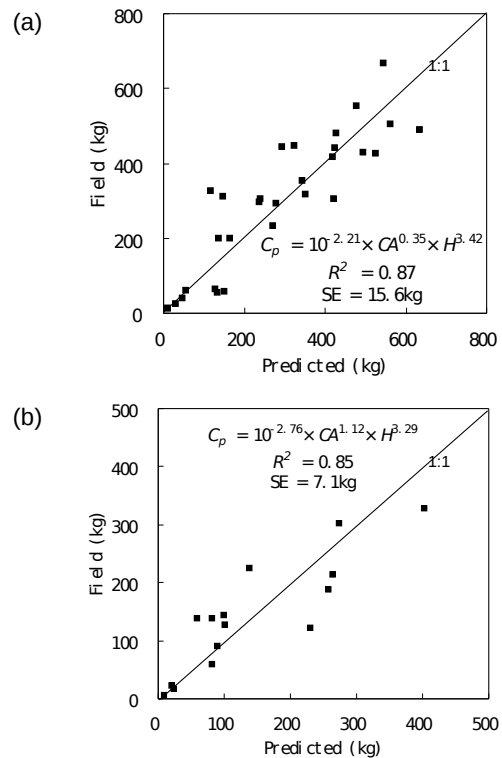 (a)
800
600
400
200
0
Field (kg)
1:1
C_p = 10^{-2.21} × CA^{0.35} × H^{3.42}
R^2 = 0.87
SE = 15.6kg
200 400 600 800
Predicted (kg)
(b)
500
400
300
200
100
0
Field (kg)
C_p = 10^{-2.76} × CA^{1.12} × H^{3.29}
R^2 = 0.85
SE = 7.1kg
1:1
0 100 200 300 400 500
Predicted (kg)